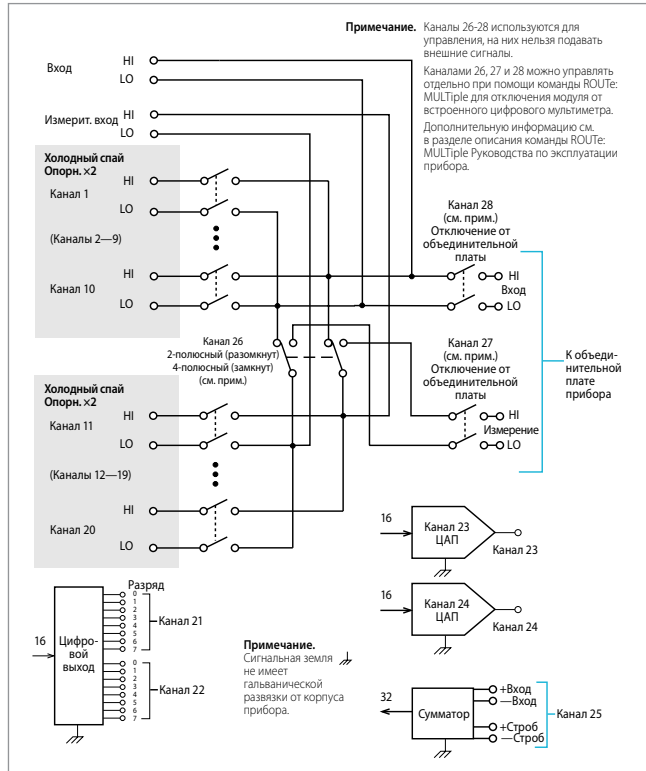 Примечание. Каналы 26-28 используются для
управления, на них нельзя подавать
внешние сигналы.
Каналами 26, 27 и 28 можно управлять
отдельно при помощи команды ROUTe:
MULTiple для отключения модуля от
встроенного цифрового мультиметра.
Дополнительную информацию см.
в разделе описания команды ROUTe:
MULTiple Руководства по эксплуатации
прибора.
Вход
HI
LO
Измерит. вход
HI
LO
Холодный спай
Опорн. ×2
Канал 1
HI
LO
(Каналы 2—9)
Канал 10
HI
LO
Канал 28
(см. прим.)
Отключение от
объединительной
платы
HI
Вход
LO
Канал 26
2-полюсный (разомкнут)
4-полюсный (замкнут)
(см. прим.)
Канал 27
(см. прим.)
Отключение от
объединительной
платы
HI
Измерение
LO
К объеди-
нительной
плате
прибора
Холодный спай
Опорн. ×2
Канал 11
HI
LO
(Каналы 12—19)
Канал 20
HI
LO
16
Канал 23
ЦАП
Канал 23
16
Канал 24
ЦАП
Канал 24
Разряд
16
Цифро-
вой
выход
0
1
2
3
4
5
6
7
Канал 21
0
1
2
3
4
5
6
7
Канал 22
Примечание.
Сигнальная земля
не имеет
гальванической
развязки от корпуса
прибора.
32
Сумматор
+Вход
—Вход
+Строб
—Строб
Канал 25